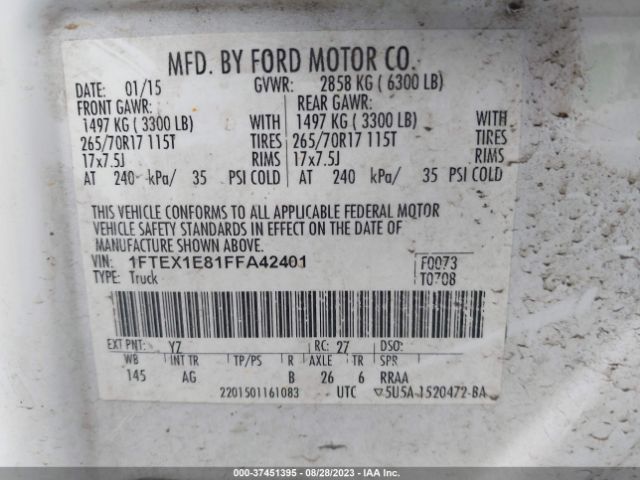 MFD. BY FORD MOTOR CO.
DATE: 01/15 GVWR: 2858 KG ( 6300 LB)
FRONT GAWR: REAR GAWR:
1497 KG ( 3300 LB) WITH 1497 KG ( 3300 LB) WITH
265/70R17 115T TIRES 265/70R17 115T TIRES
17x7.5J RIMS 17x7.5J RIMS
AT 240 kPa/ 35 PSI COLD AT 240 kPa/ 35 PSI COLD
THIS VEHICLE CONFORMS TO ALL APPLICABLE FEDERAL MOTOR
VEHICLE SAFETY STANDARDS IN EFFECT ON THE DATE OF
MANUFACTURE SHOWN ABOVE.
VIN: 1FTEX1E81FFA42401 F0073
TYPE: Truck T0708
EXT PNT: YZ RC: 27 DSO:
WB INT TR TP/PS R AXLE TR SPR
145 AG B 26 6 RRAA
2201501161083 UTC ▽5U5A-1520472-BA
000-37451395 - 08/28/2023 - IAA Inc.